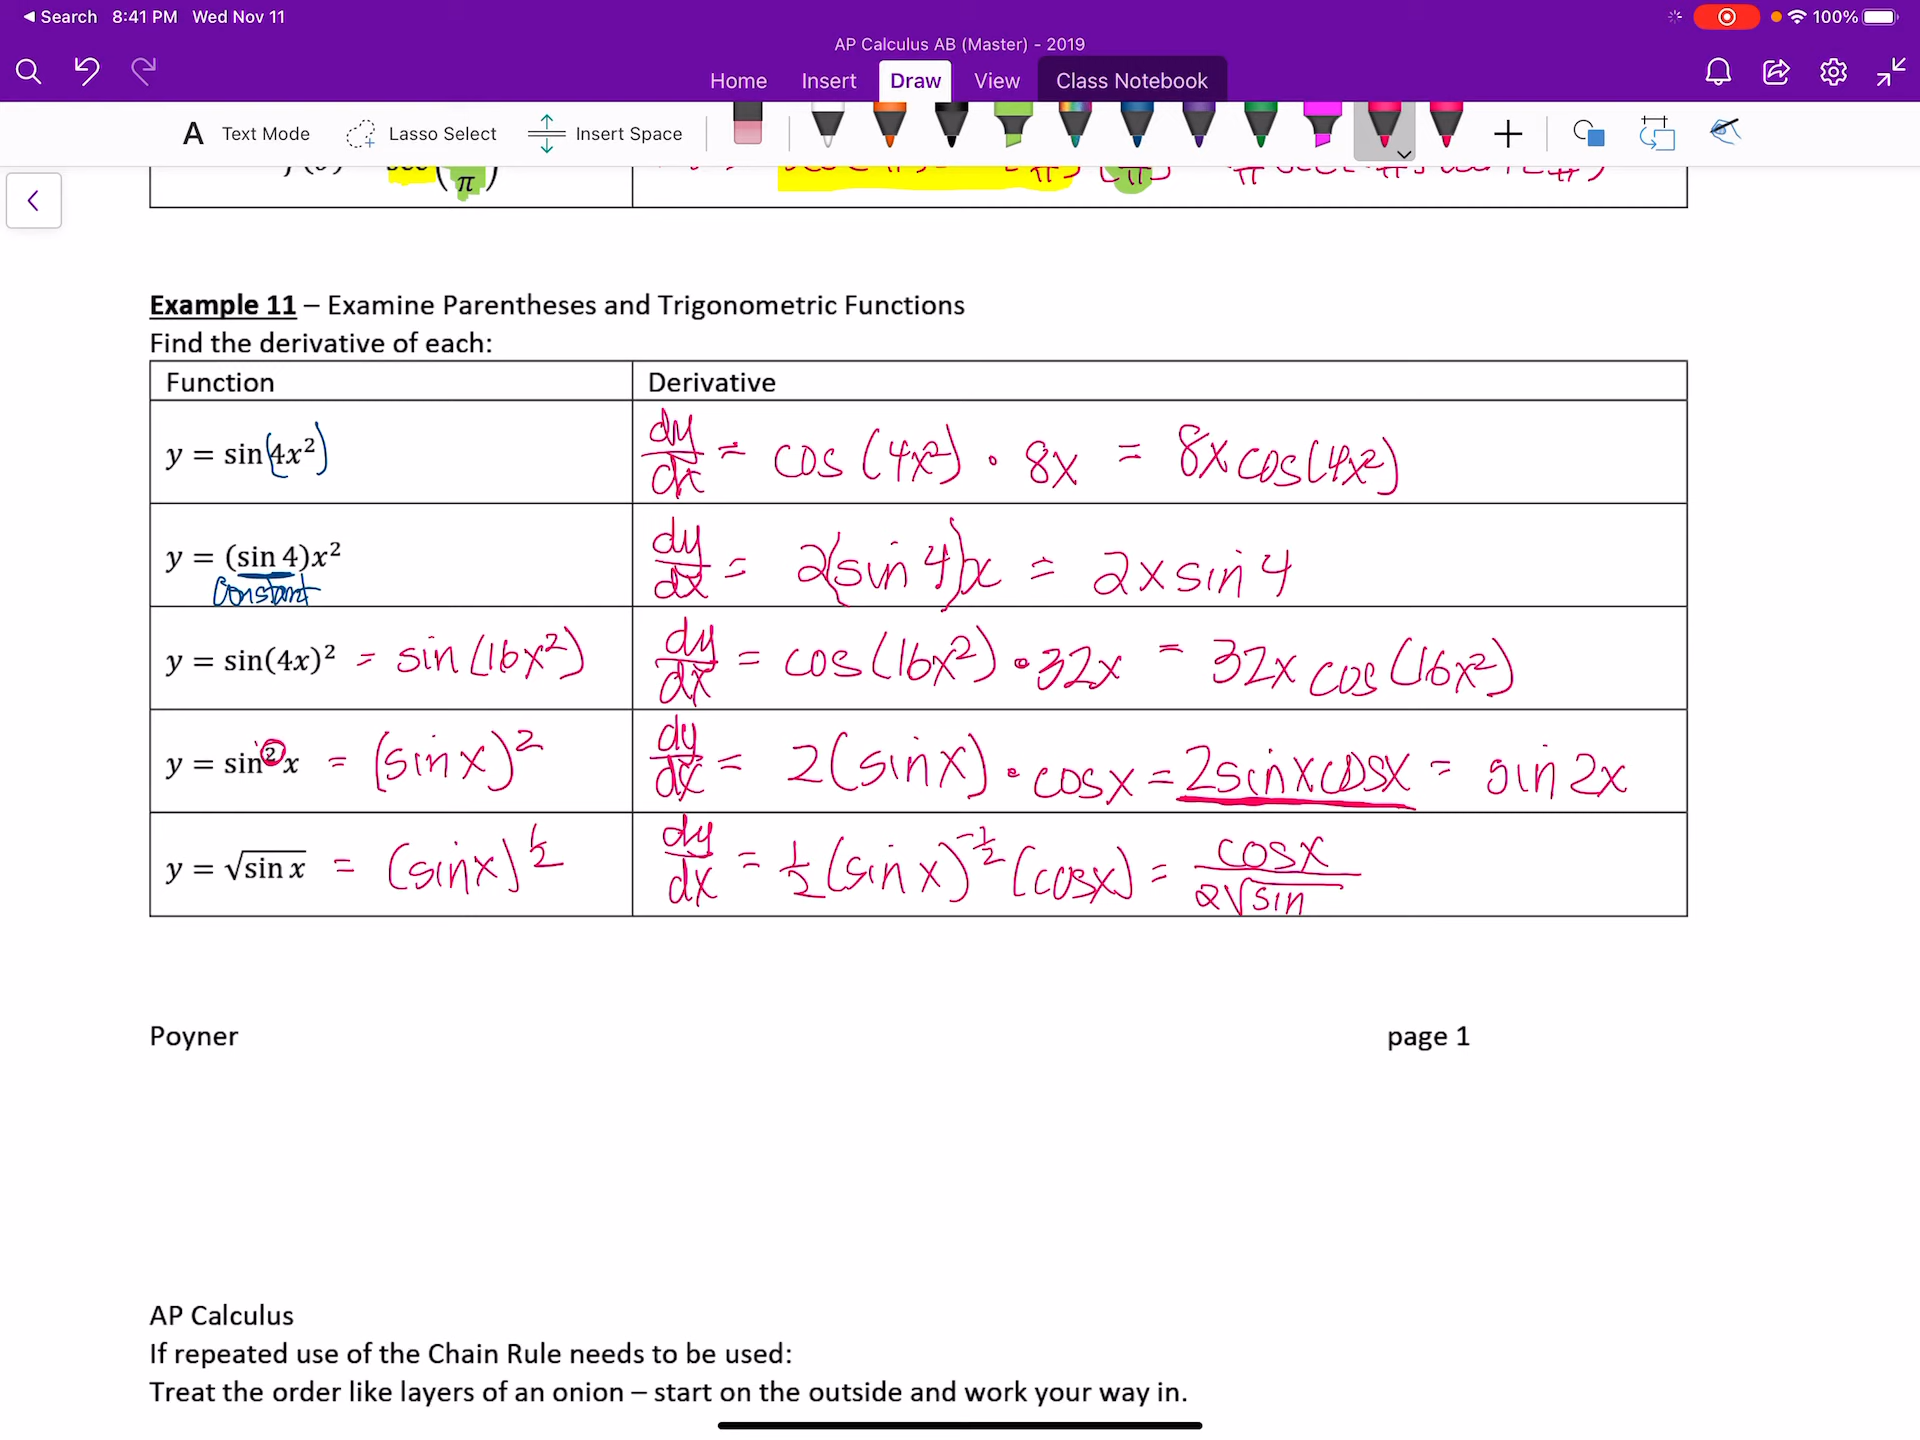 Search 8:41 PM Wed Nov 11 100%
AP Calculus AB (Master) - 2019
Home Insert Draw View Class Notebook
A Text Mode Lasso Select Insert Space
Example 11 – Examine Parentheses and Trigonometric Functions
Find the derivative of each:
Function Derivative
y = sin(4x²) dy/dx = cos(4x²) · 8x = 8x cos(4x²)
y = (sin 4)x² dy/dx = 2(sin 4)x = 2x sin 4
Constant
y = sin(4x)² = sin(16x²) dy/dx = cos(16x²) · 32x = 32x cos(16x²)
y = sin² x = (sin x)² dy/dx = 2(sin x) · cos x = 2 sin x cos x = sin 2x
y = √sin x = (sin x)^½ dy/dx = ½(sin x)^-½ (cos x) = cos x / 2√sin
Poyner page 1
AP Calculus
If repeated use of the Chain Rule needs to be used:
Treat the order like layers of an onion – start on the outside and work your way in.